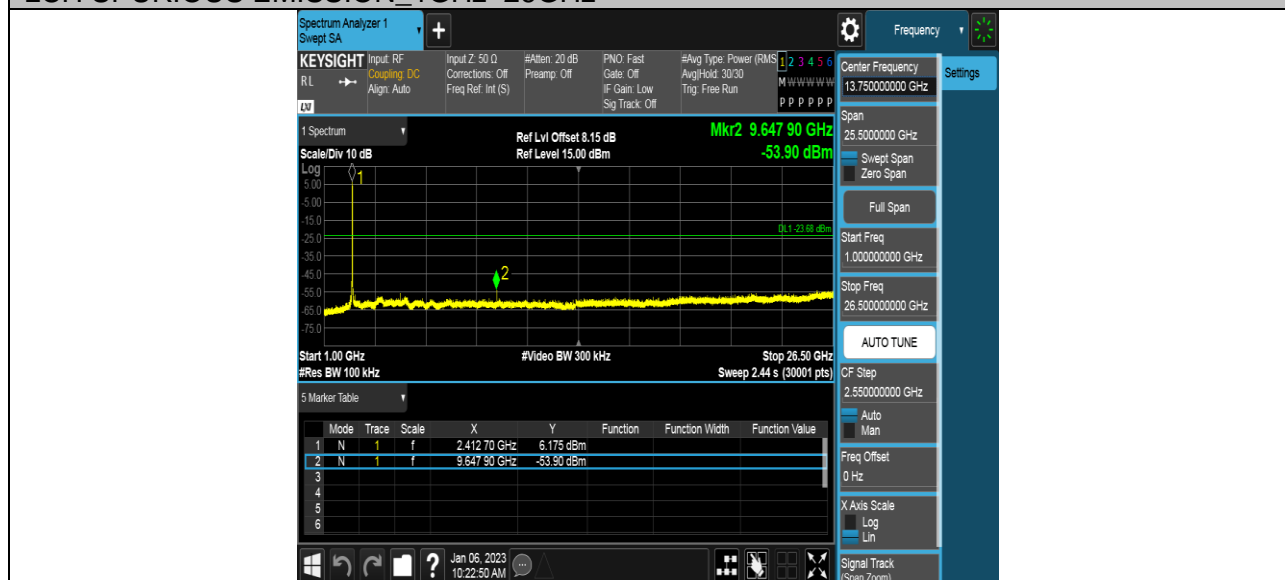 Spectrum Analyzer 1
Swept SA
+
Frequency
KEYSIGHT
RL
LXI
Input: RF
Coupling: DC
Align: Auto
Input Z: 50 Ω
Corrections: Off
Freq Ref: Int (S)
#Atten: 20 dB
Preamp: Off
PNO: Fast
Gate: Off
IF Gain: Low
Sig Track: Off
#Avg Type: Power (RMS
Avg|Hold: 30/30
Trig: Free Run
1 2 3 4 5 6
M W W W W W
P P P P P P
Center Frequency
13.750000000 GHz
Settings
Span
25.5000000 GHz
Swept Span
Zero Span
Full Span
Start Freq
1.000000000 GHz
Stop Freq
26.500000000 GHz
AUTO TUNE
CF Step
2.550000000 GHz
Auto
Man
Freq Offset
0 Hz
X Axis Scale
Log
Lin
Signal Track
(Span Zoom)
1 Spectrum
Scale/Div 10 dB
Ref Lvl Offset 8.15 dB
Ref Level 15.00 dBm
Mkr2 9.647 90 GHz
-53.90 dBm
Log
5.00
-5.00
-15.0
-25.0
-35.0
-45.0
-55.0
-65.0
-75.0
1
2
DL1 -23.68 dBm
Start 1.00 GHz
#Video BW 300 kHz
Stop 26.50 GHz
#Res BW 100 kHz
Sweep 2.44 s (30001 pts)
5 Marker Table
Mode Trace Scale X Y Function Function Width Function Value
1 N 1 f 2.412 70 GHz 6.175 dBm
2 N 1 f 9.647 90 GHz -53.90 dBm
3
4
5
6
?
Jan 06, 2023
10:22:50 AM